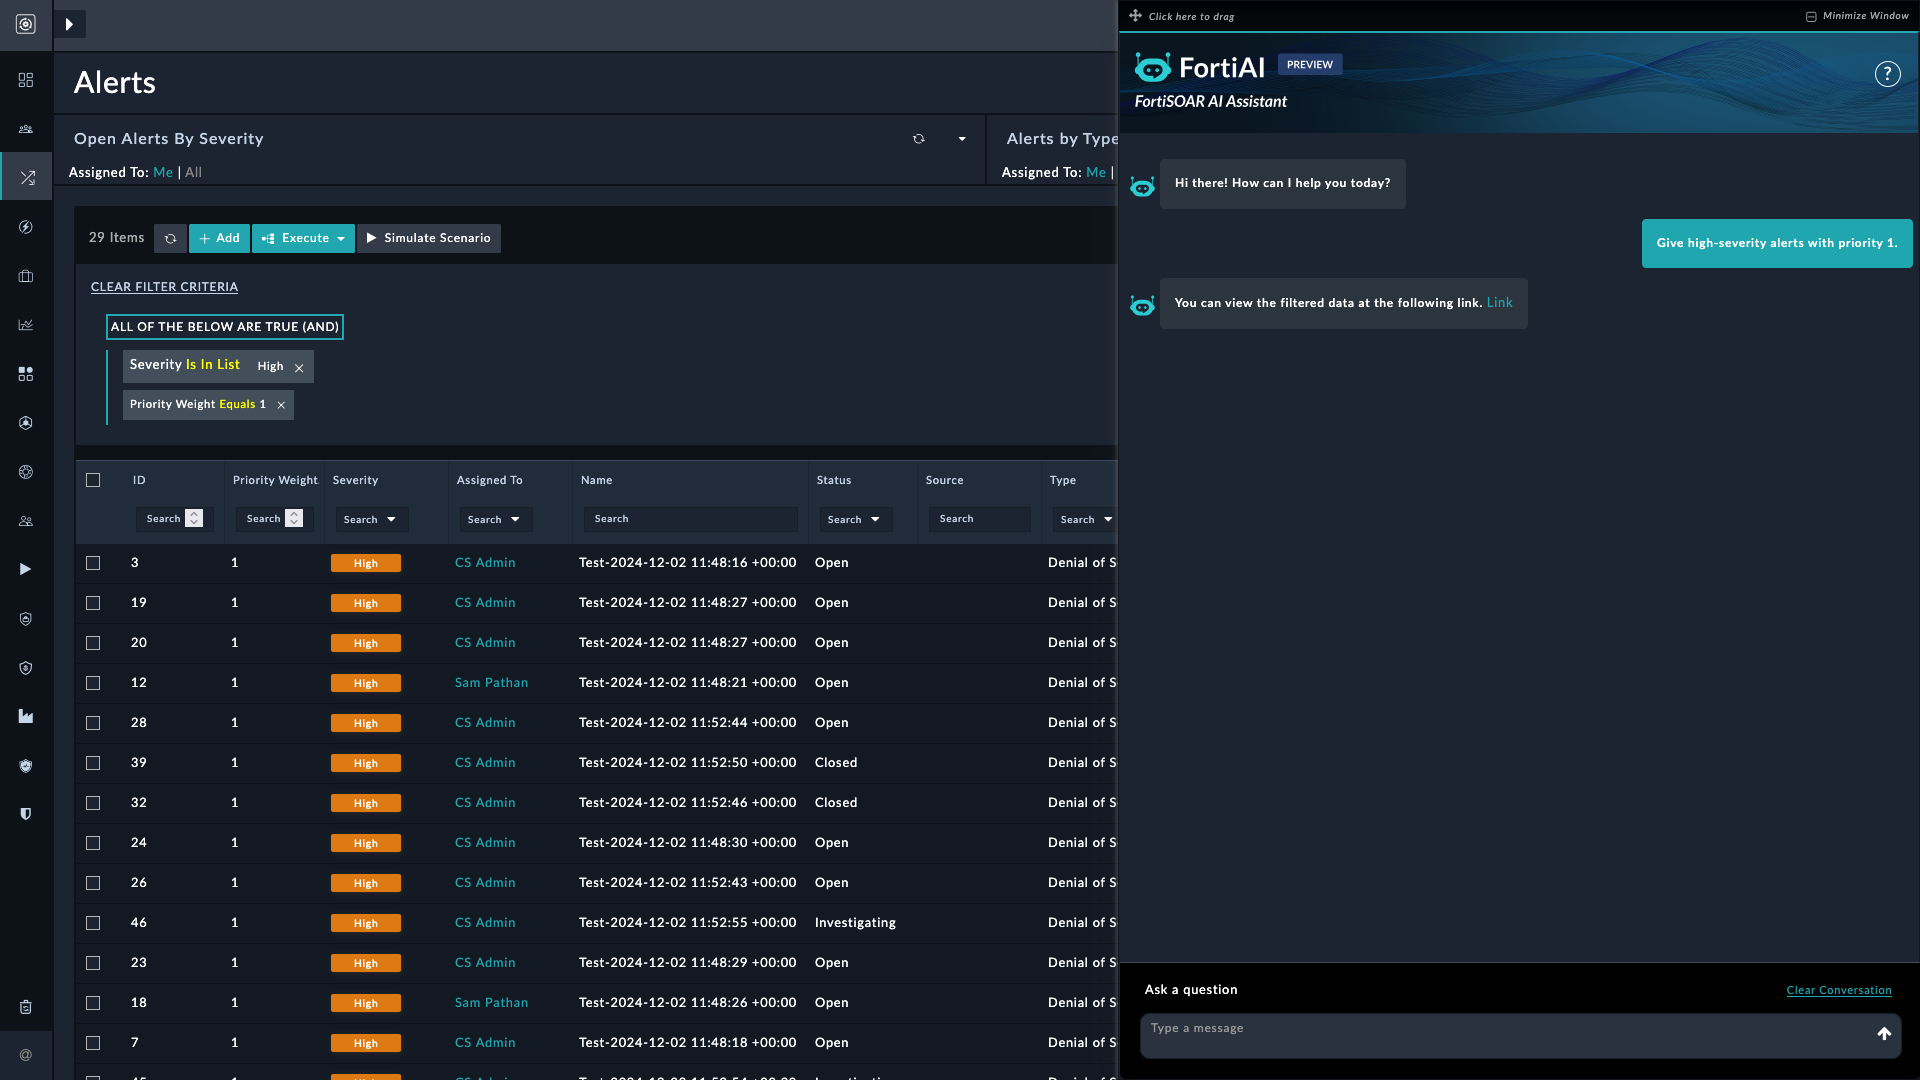 Alerts
Open Alerts By Severity
Assigned To: Me | All
Alerts by Type
Assigned To: Me |
29 Items
Add
Execute
Simulate Scenario
CLEAR FILTER CRITERIA
ALL OF THE BELOW ARE TRUE (AND)
Severity Is In List High
Priority Weight Equals 1
ID Priority Weight Severity Assigned To Name Status Source Type
Search Search Search Search Search Search Search Search
3 1 High CS Admin Test-2024-12-02 11:48:16 +00:00 Open Denial of S
19 1 High CS Admin Test-2024-12-02 11:48:27 +00:00 Open Denial of S
20 1 High CS Admin Test-2024-12-02 11:48:27 +00:00 Open Denial of S
12 1 High Sam Pathan Test-2024-12-02 11:48:21 +00:00 Open Denial of S
28 1 High CS Admin Test-2024-12-02 11:52:44 +00:00 Open Denial of S
39 1 High CS Admin Test-2024-12-02 11:52:50 +00:00 Closed Denial of S
32 1 High CS Admin Test-2024-12-02 11:52:46 +00:00 Closed Denial of S
24 1 High CS Admin Test-2024-12-02 11:48:30 +00:00 Open Denial of S
26 1 High CS Admin Test-2024-12-02 11:52:43 +00:00 Open Denial of S
46 1 High CS Admin Test-2024-12-02 11:52:55 +00:00 Investigating Denial of S
23 1 High CS Admin Test-2024-12-02 11:48:29 +00:00 Open Denial of S
18 1 High Sam Pathan Test-2024-12-02 11:48:26 +00:00 Open Denial of S
7 1 High CS Admin Test-2024-12-02 11:48:18 +00:00 Open Denial of S
Click here to drag
Minimize Window
FortiAI PREVIEW
?
FortiSOAR AI Assistant
Hi there! How can I help you today?
Give high-severity alerts with priority 1.
You can view the filtered data at the following link. Link
Ask a question
Clear Conversation
Type a message